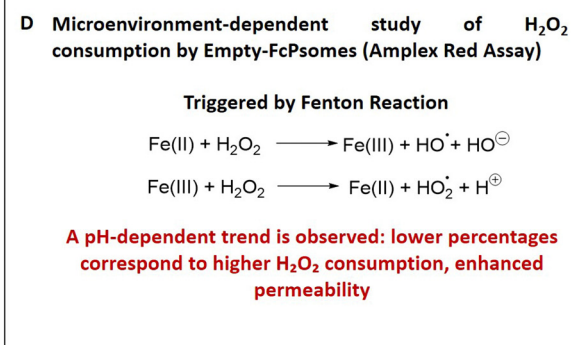 D Microenvironment-dependent study of H₂O₂
consumption by Empty-FcPsomes (Amplex Red Assay)
Triggered by Fenton Reaction
Fe(II) + H₂O₂ ⟶ Fe(III) + HO• + HO⊖
Fe(III) + H₂O₂ ⟶ Fe(II) + HO₂• + H⊕
A pH-dependent trend is observed: lower percentages
correspond to higher H₂O₂ consumption, enhanced
permeability